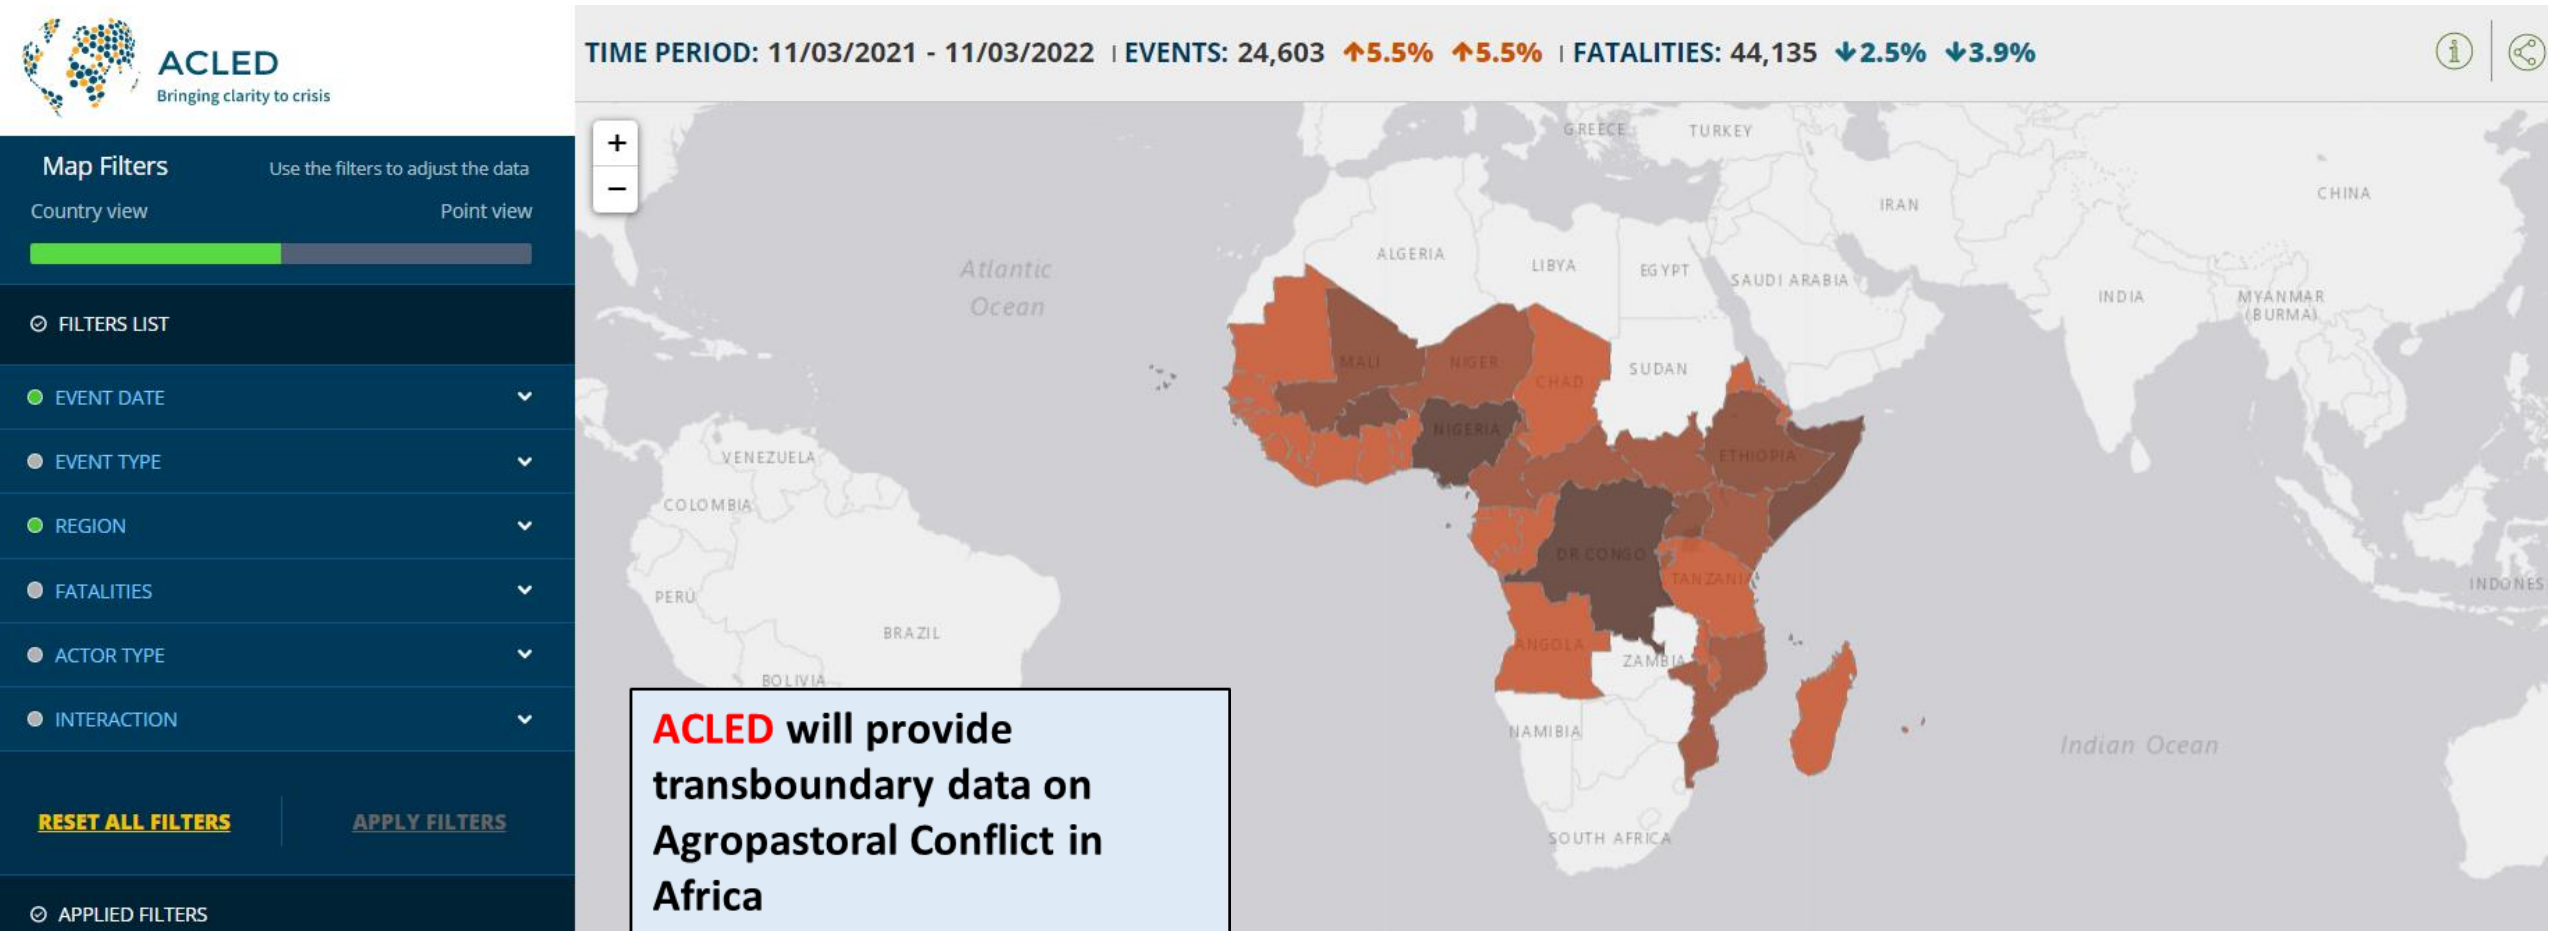 ACLED
Bringing clarity to crisis
TIME PERIOD: 11/03/2021 - 11/03/2022 | EVENTS: 24,603 ↑5.5% ↑5.5% | FATALITIES: 44,135 ↓2.5% ↓3.9%
Map Filters
Use the filters to adjust the data
Country view
Point view
FILTERS LIST
EVENT DATE
EVENT TYPE
REGION
FATALITIES
ACTOR TYPE
INTERACTION
RESET ALL FILTERS
APPLY FILTERS
APPLIED FILTERS
+
−
GREECE
TURKEY
CHINA
IRAN
ALGERIA
LIBYA
EGYPT
SAUDI ARABIA
Atlantic
Ocean
INDIA
MYANMAR
(BURMA)
MALI
NIGER
CHAD
SUDAN
NIGERIA
ETHIOPIA
VENEZUELA
COLOMBIA
DR CONGO
TANZANIA
INDONES
PERÚ
BRAZIL
ANGOLA
ZAMBIA
BOLIVIA
NAMIBIA
Indian Ocean
SOUTH AFRICA
ACLED will provide
transboundary data on
Agropastoral Conflict in
Africa